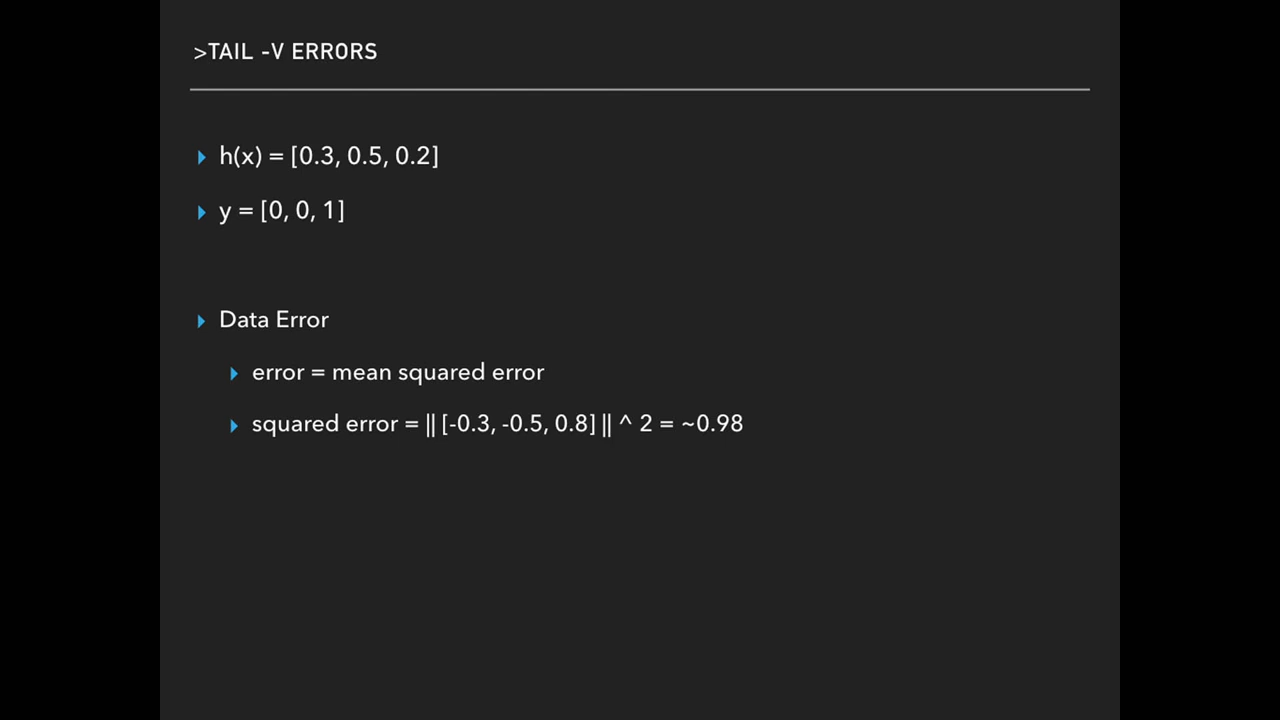 >TAIL -V ERRORS
h(x) = [0.3, 0.5, 0.2]
y = [0, 0, 1]
Data Error
error = mean squared error
squared error = || [-0.3, -0.5, 0.8] || ^ 2 = ~0.98